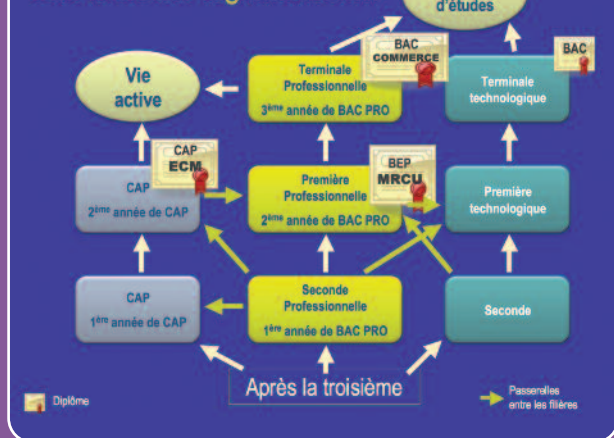 d'études
BAC
COMMERCE
BAC
Vie
active
Terminale
Professionnelle
3ème année de BAC PRO
Terminale
technologique
CAP
ECM
BEP
MRCU
CAP
2ème année de CAP
Première
Professionnelle
2ème année de BAC PRO
Première
technologique
CAP
1ère année de CAP
Seconde
Professionnelle
1ère année de BAC PRO
Seconde
Après la troisième
Diplôme
Passerelles
entre les filières